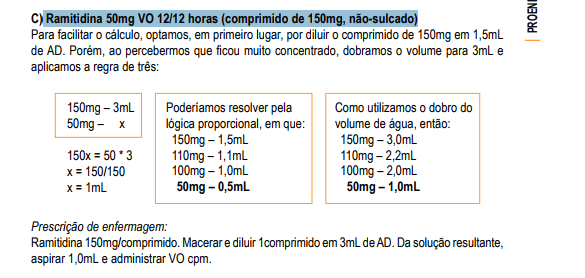 C) Ramitidina 50mg VO 12/12 horas (comprimido de 150mg, não-sulcado)
Para facilitar o cálculo, optamos, em primeiro lugar, por diluir o comprimido de 150mg em 1,5mL
de AD. Porém, ao percebermos que ficou muito concentrado, dobramos o volume para 3mL e
aplicamos a regra de três:
150mg – 3mL
50mg – x
150x = 50 * 3
x = 150/150
x = 1mL
Poderíamos resolver pela
lógica proporcional, em que:
150mg – 1,5mL
110mg – 1,1mL
100mg – 1,0mL
50mg – 0,5mL
Como utilizamos o dobro do
volume de água, então:
150mg – 3,0mL
110mg – 2,2mL
100mg – 2,0mL
50mg – 1,0mL
Prescrição de enfermagem:
Ramitidina 150mg/comprimido. Macerar e diluir 1comprimido em 3mL de AD. Da solução resultante,
aspirar 1,0mL e administrar VO cpm.